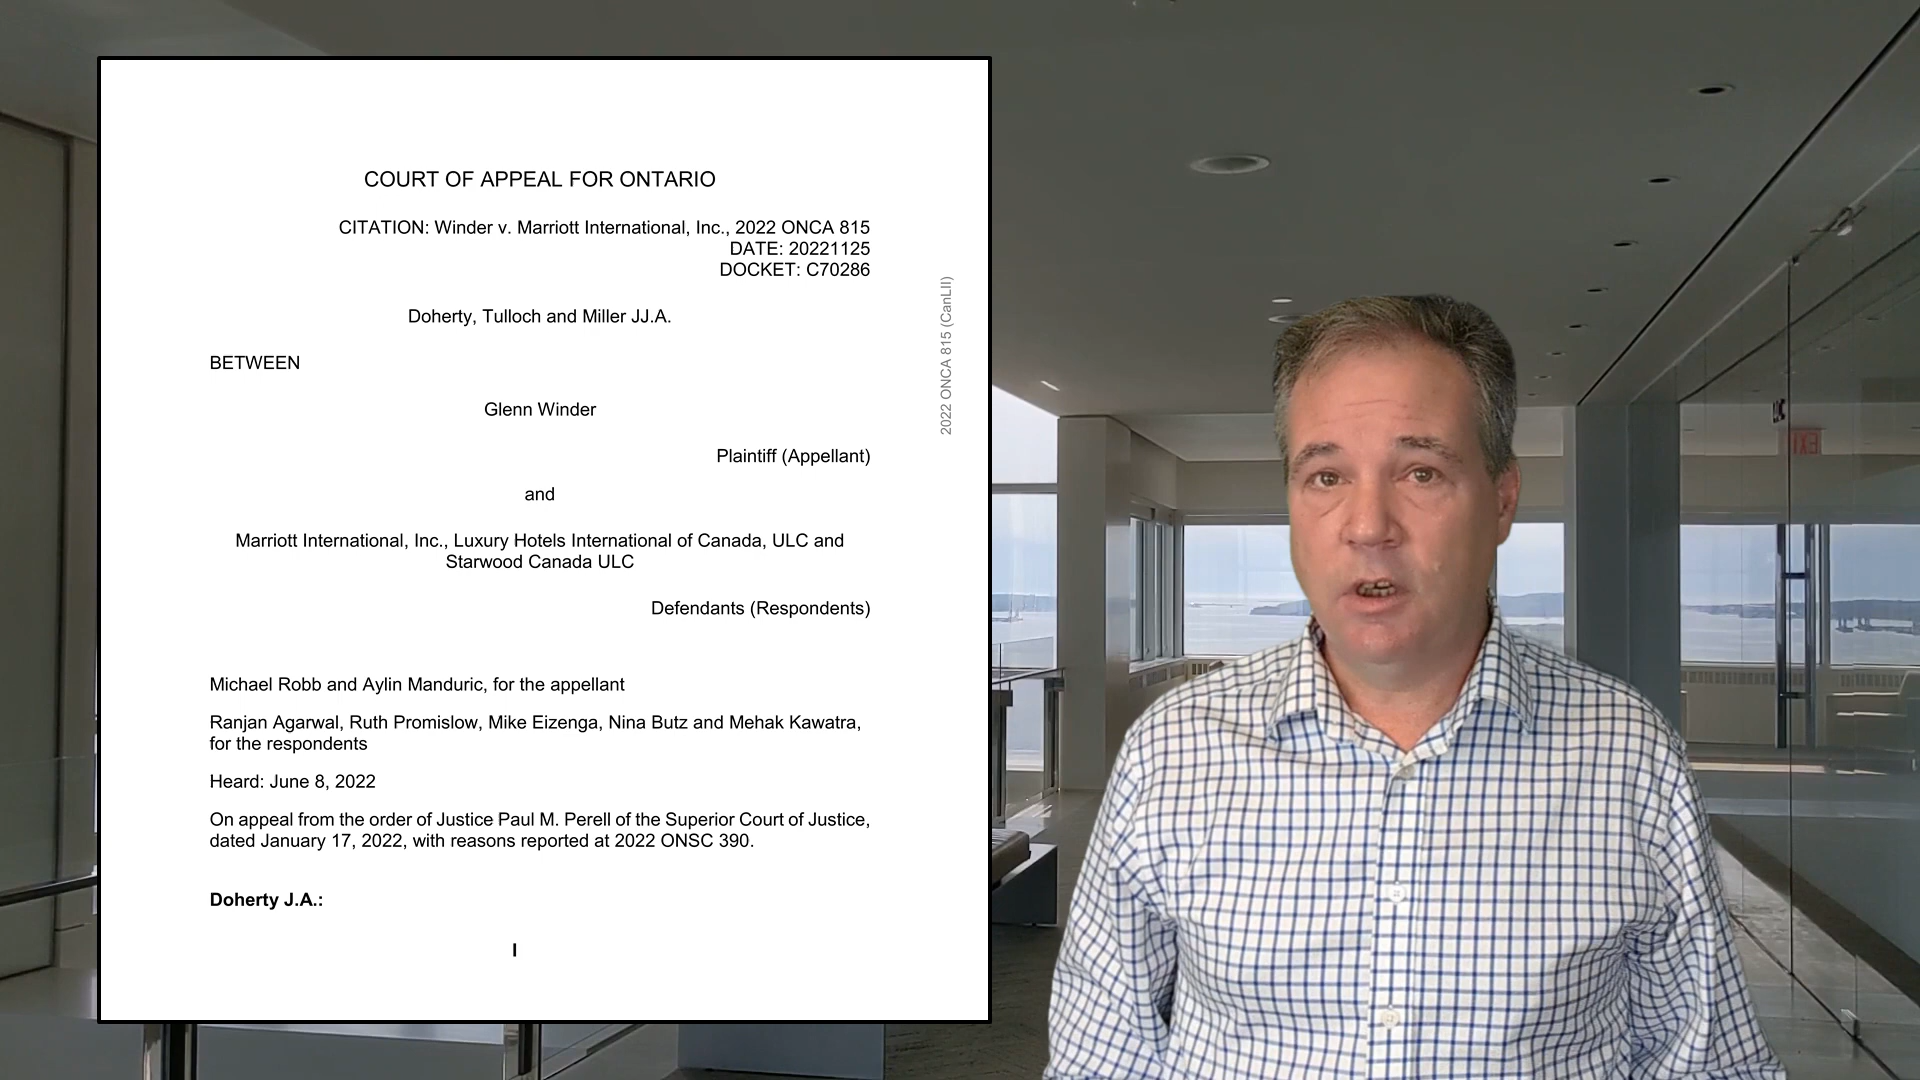 COURT OF APPEAL FOR ONTARIO
CITATION: Winder v. Marriott International, Inc., 2022 ONCA 815
DATE: 20221125
DOCKET: C70286
Doherty, Tulloch and Miller JJ.A.
BETWEEN
Glenn Winder
Plaintiff (Appellant)
and
Marriott International, Inc., Luxury Hotels International of Canada, ULC and
Starwood Canada ULC
Defendants (Respondents)
Michael Robb and Aylin Manduric, for the appellant
Ranjan Agarwal, Ruth Promislow, Mike Eizenga, Nina Butz and Mehak Kawatra,
for the respondents
Heard: June 8, 2022
On appeal from the order of Justice Paul M. Perell of the Superior Court of Justice,
dated January 17, 2022, with reasons reported at 2022 ONSC 390.
Doherty J.A.:
I
2022 ONCA 815 (CanLII)
EXIT